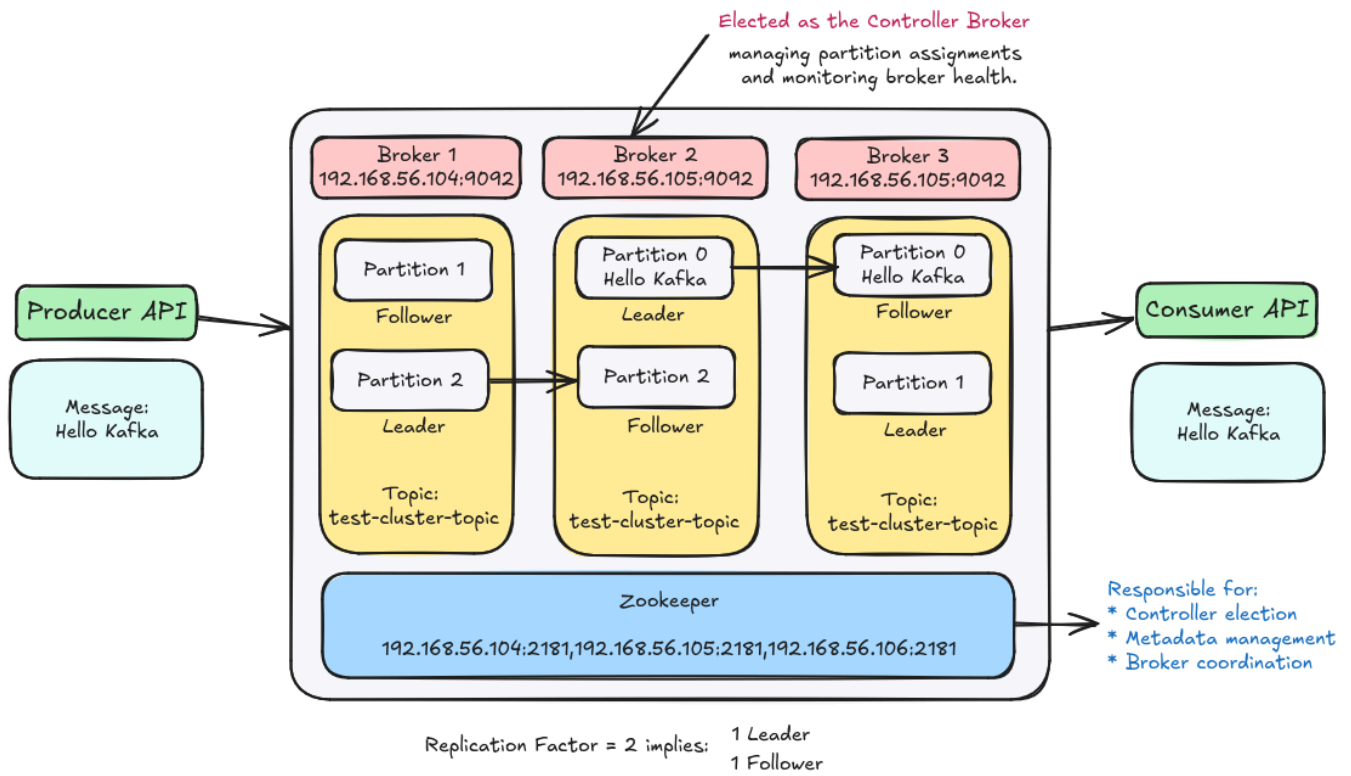 Elected as the Controller Broker
managing partition assignments
and monitoring broker health.
Broker 1
192.168.56.104:9092
Broker 2
192.168.56.105:9092
Broker 3
192.168.56.105:9092
Partition 1
Follower
Partition 2
Leader
Topic:
test-cluster-topic
Partition 0
Hello Kafka
Leader
Partition 2
Follower
Topic:
test-cluster-topic
Partition 0
Hello Kafka
Follower
Partition 1
Leader
Topic:
test-cluster-topic
Producer API
Message:
Hello Kafka
Consumer API
Message:
Hello Kafka
Zookeeper
192.168.56.104:2181,192.168.56.105:2181,192.168.56.106:2181
Responsible for:
* Controller election
* Metadada management
* Broker coordination
Replication Factor = 2 implies:
1 Leader
1 Follower